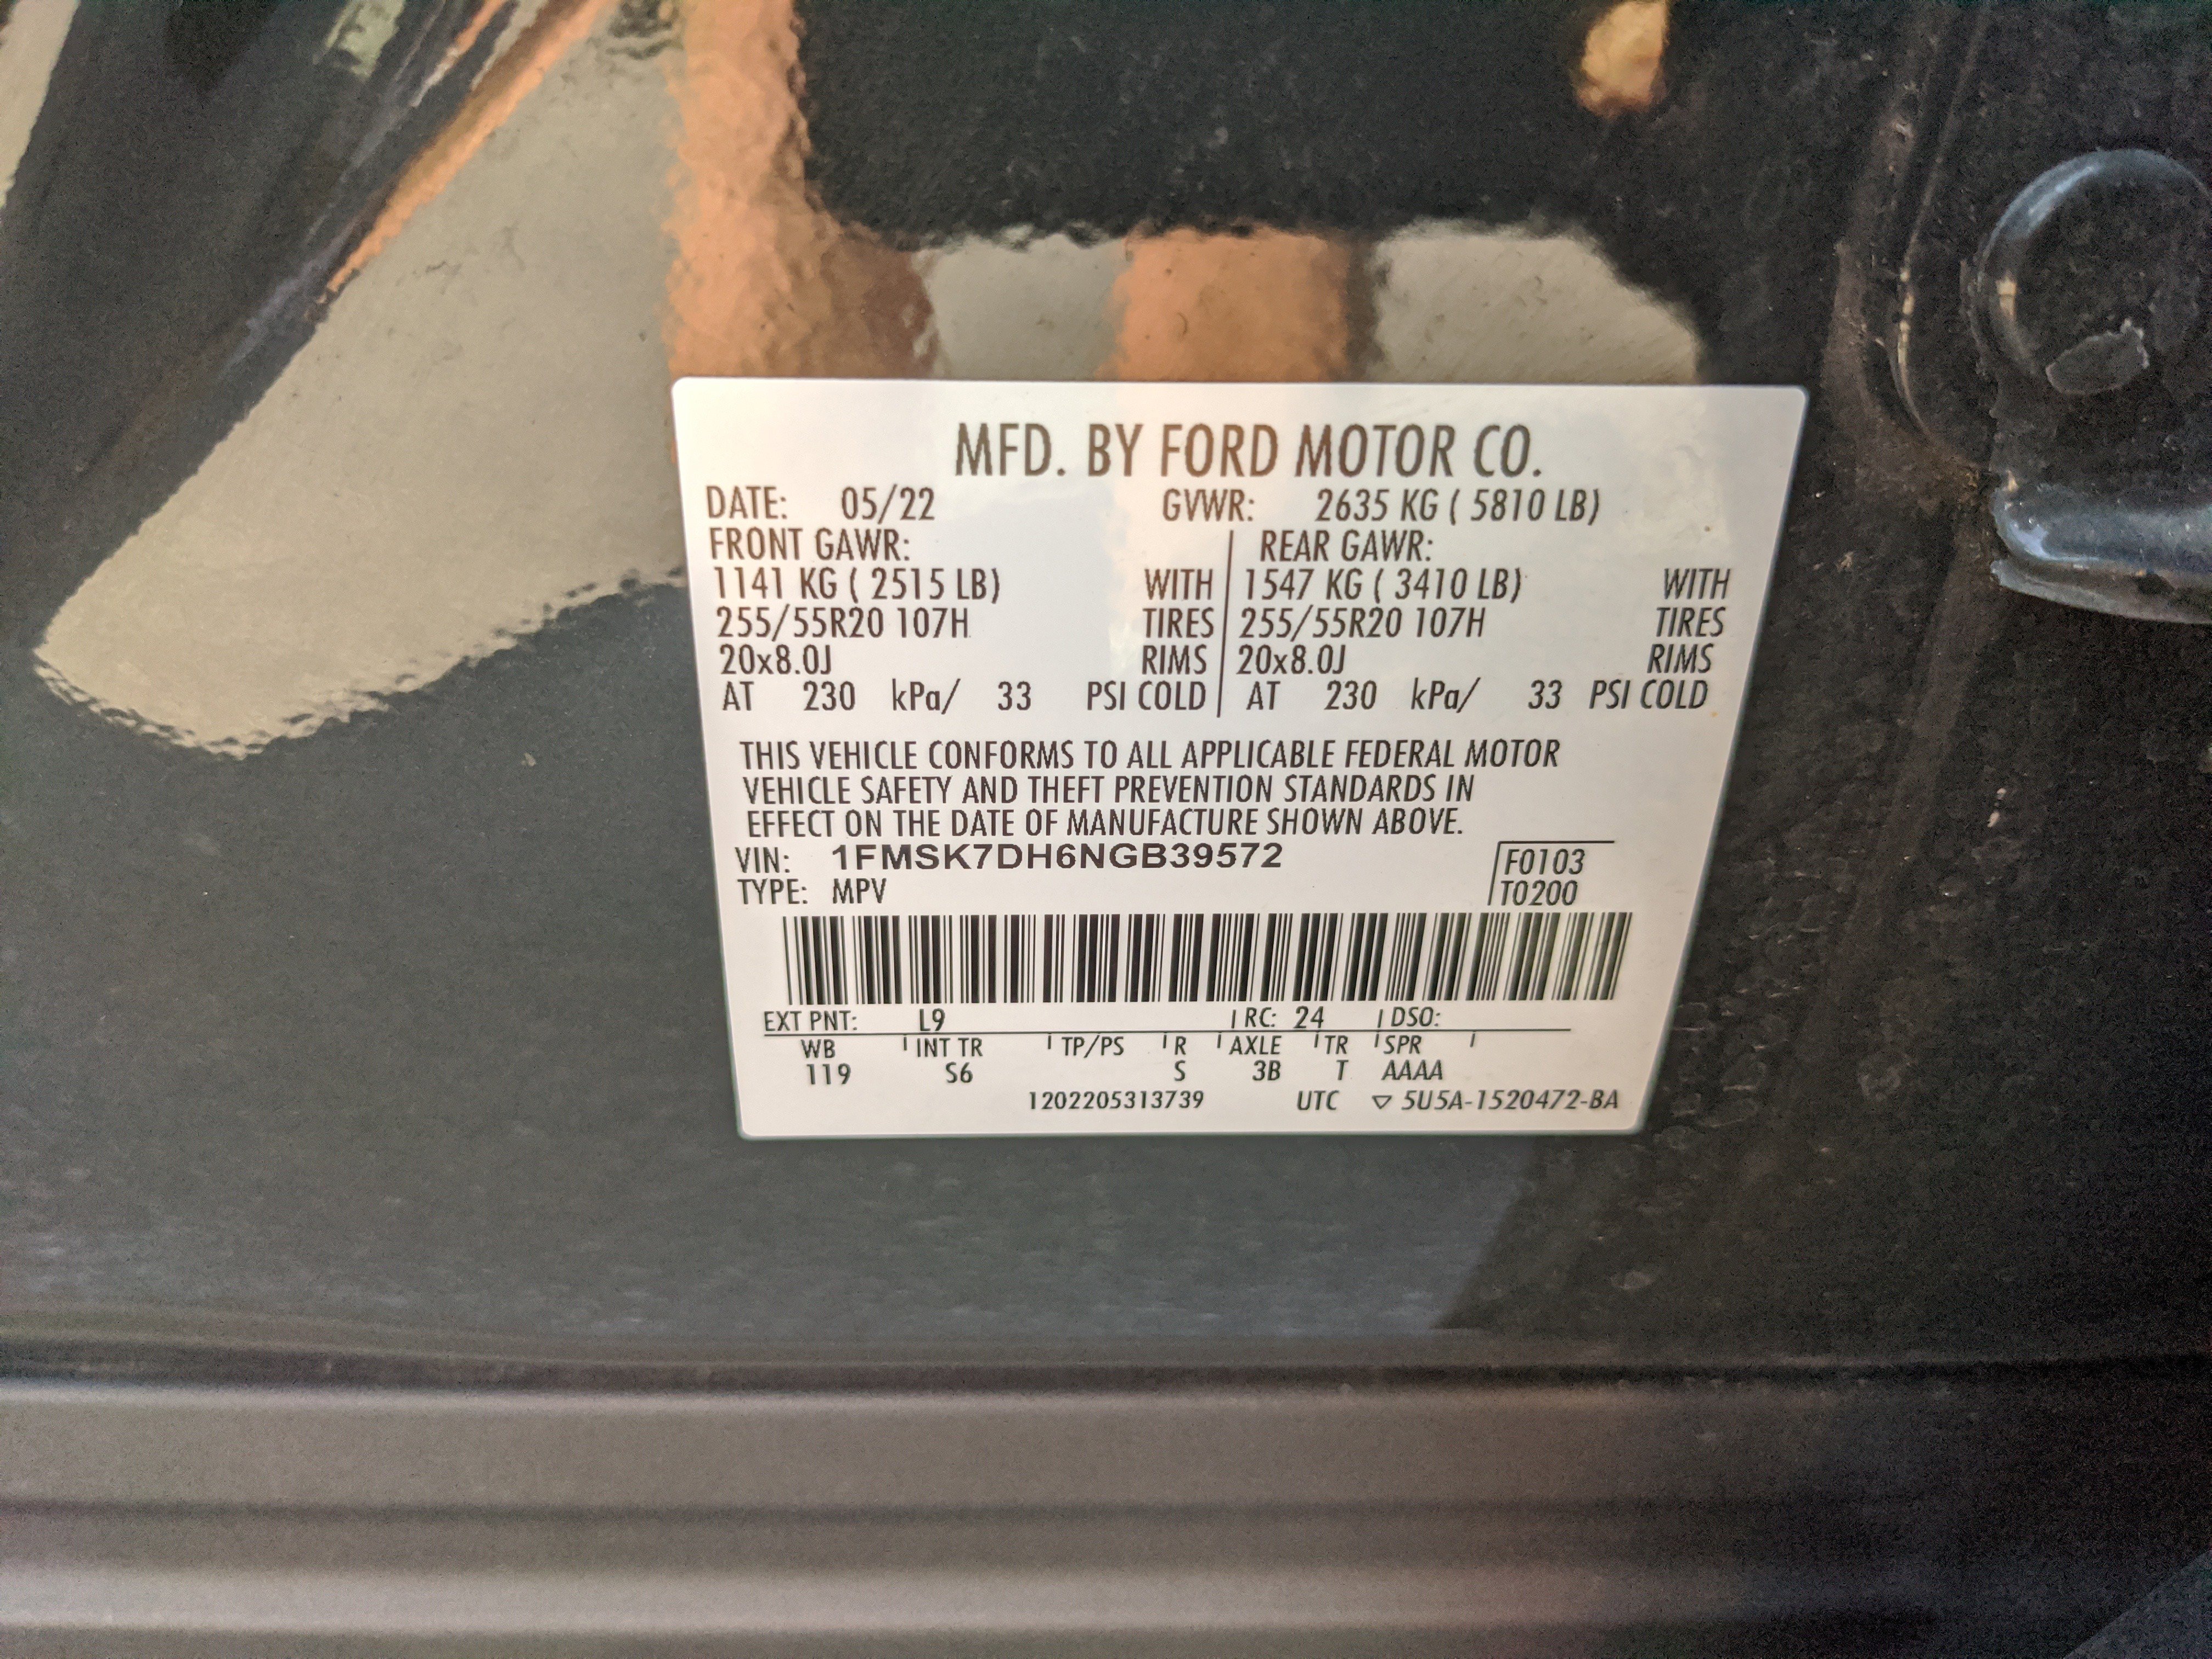 MFD. BY FORD MOTOR CO.
DATE: 05/22 GVWR: 2635 KG ( 5810 LB)
FRONT GAWR: REAR GAWR:
1141 KG ( 2515 LB) WITH 1547 KG ( 3410 LB) WITH
255/55R20 107H TIRES 255/55R20 107H TIRES
20x8.0J RIMS 20x8.0J RIMS
AT 230 kPa/ 33 PSI COLD AT 230 kPa/ 33 PSI COLD
THIS VEHICLE CONFORMS TO ALL APPLICABLE FEDERAL MOTOR
VEHICLE SAFETY AND THEFT PREVENTION STANDARDS IN
EFFECT ON THE DATE OF MANUFACTURE SHOWN ABOVE.
VIN: 1FMSK7DH6NGB39572 F0103
TYPE: MPV T0200
EXT PNT: L9 RC: 24 DSO:
WB INT TR TP/PS R AXLE TR SPR
119 S6 S 3B T AAAA
1202205313739 UTC ▽ 5U5A-1520472-BA